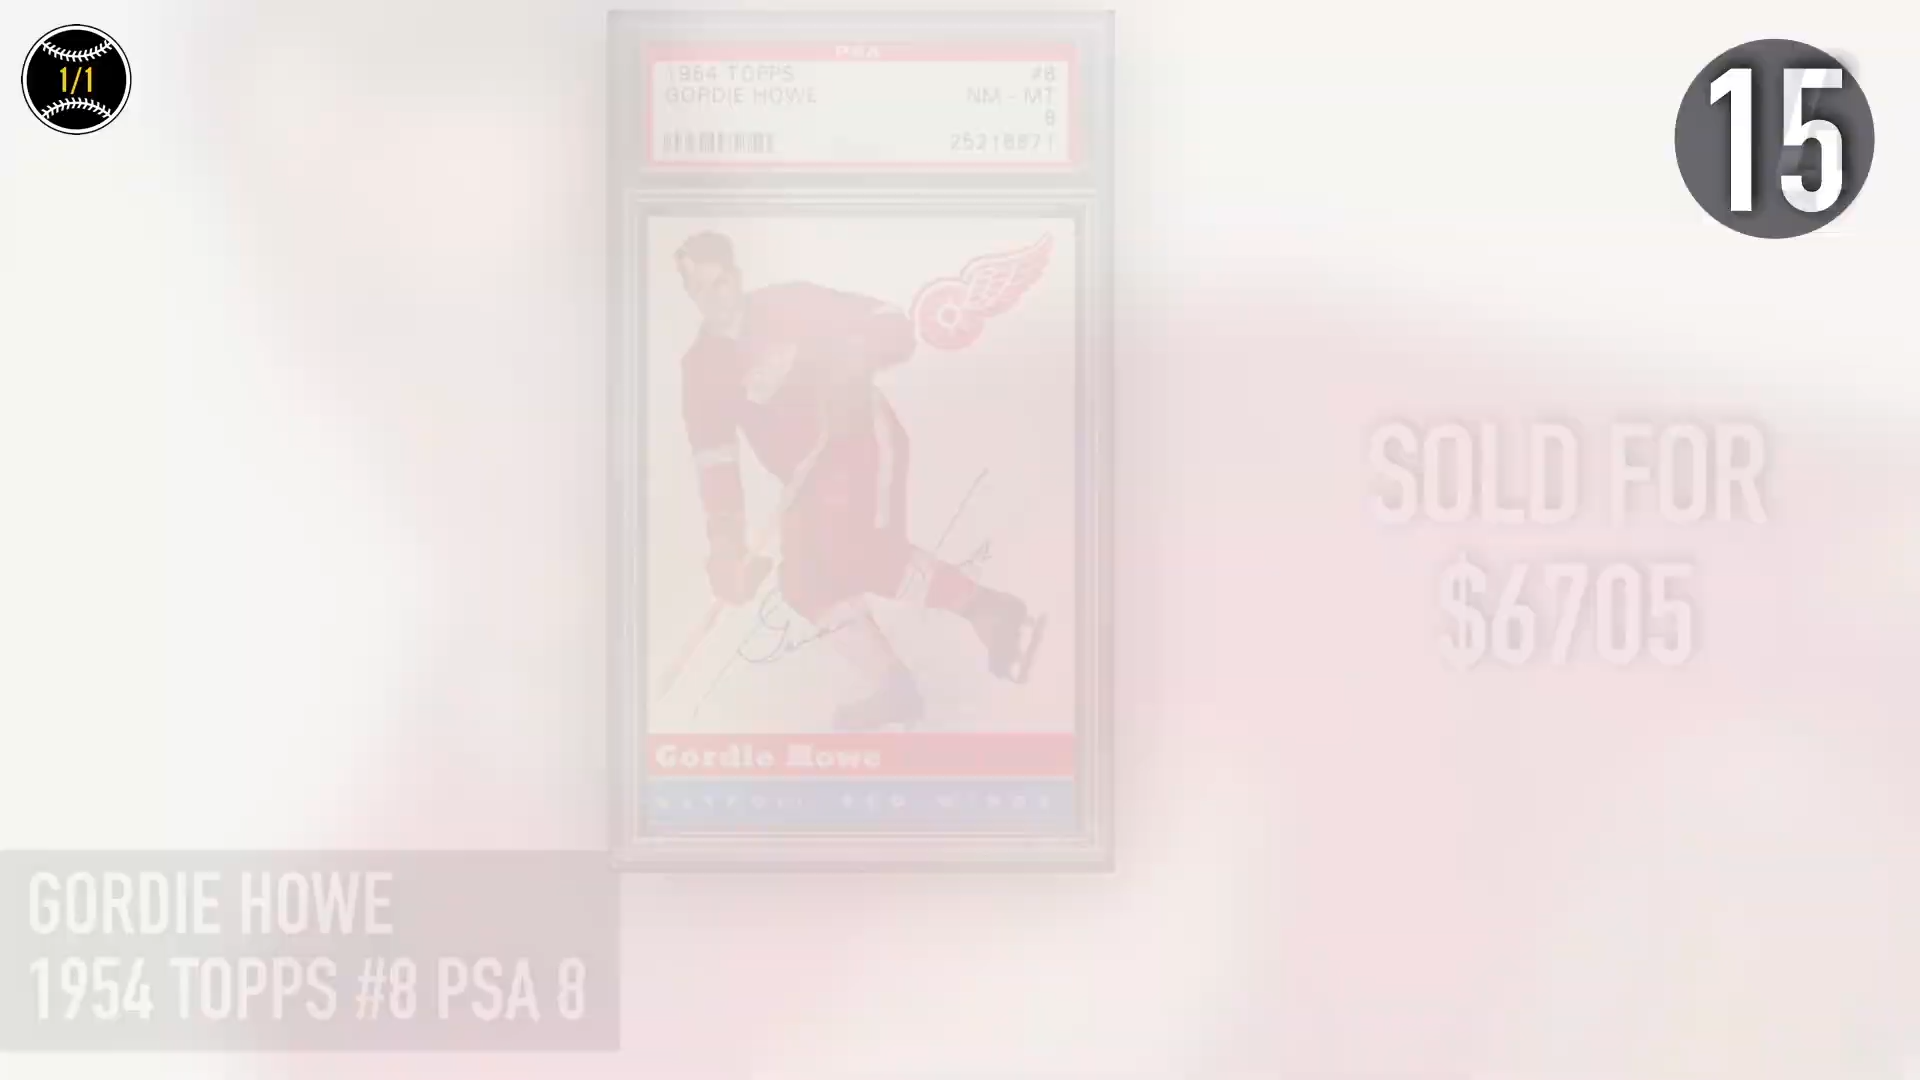 1/1
15
PSA
1954 TOPPS #8
GORDIE HOWE NM - MT
8
25218871
SOLD FOR
$6705
Gordie Howe
GORDIE HOWE
1954 TOPPS #8 PSA 8